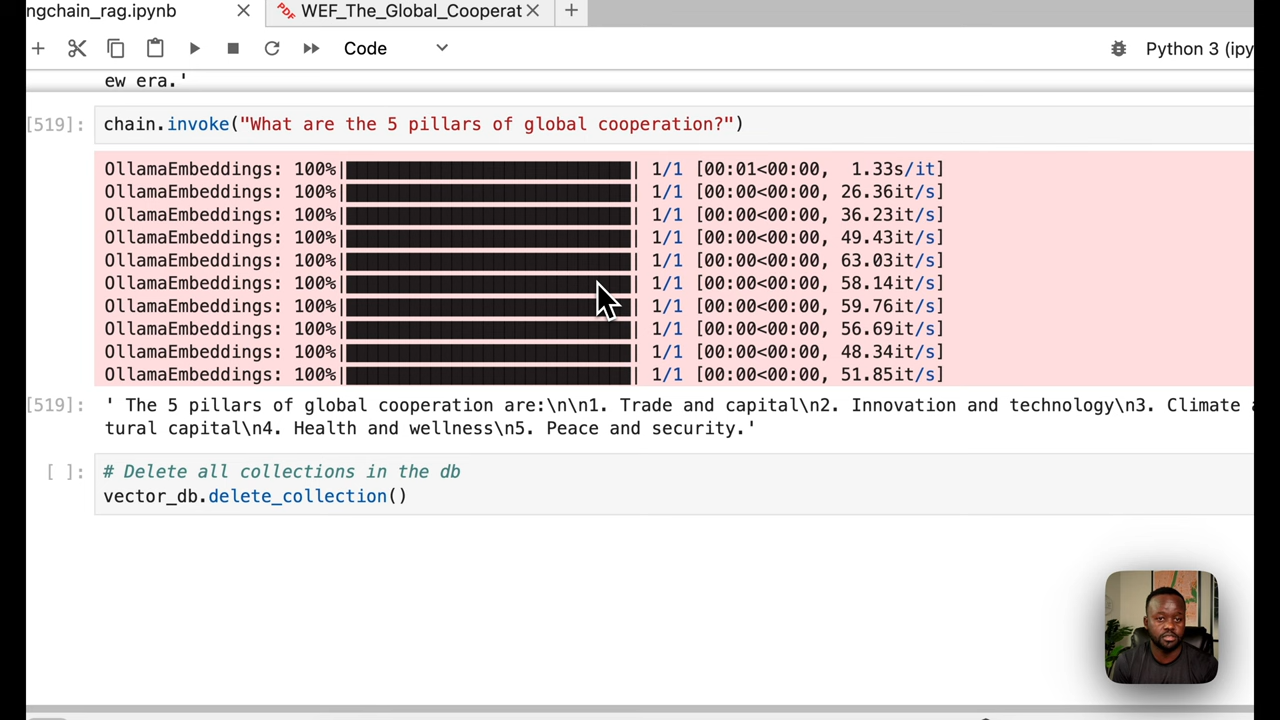 ngchain_rag.ipynb
WEF_The_Global_Cooperat
Code
Python 3 (ipy
ew era.'
[519]: chain.invoke("What are the 5 pillars of global cooperation?")
OllamaEmbeddings: 100%|██████████| 1/1 [00:01<00:00,  1.33s/it]
OllamaEmbeddings: 100%|██████████| 1/1 [00:00<00:00, 26.36it/s]
OllamaEmbeddings: 100%|██████████| 1/1 [00:00<00:00, 36.23it/s]
OllamaEmbeddings: 100%|██████████| 1/1 [00:00<00:00, 49.43it/s]
OllamaEmbeddings: 100%|██████████| 1/1 [00:00<00:00, 63.03it/s]
OllamaEmbeddings: 100%|██████████| 1/1 [00:00<00:00, 58.14it/s]
OllamaEmbeddings: 100%|██████████| 1/1 [00:00<00:00, 59.76it/s]
OllamaEmbeddings: 100%|██████████| 1/1 [00:00<00:00, 56.69it/s]
OllamaEmbeddings: 100%|██████████| 1/1 [00:00<00:00, 48.34it/s]
OllamaEmbeddings: 100%|██████████| 1/1 [00:00<00:00, 51.85it/s]
[519]: ' The 5 pillars of global cooperation are:\n\n1. Trade and capital\n2. Innovation and technology\n3. Climate a
tural capital\n4. Health and wellness\n5. Peace and security.'
[ ]: # Delete all collections in the db
vector_db.delete_collection()